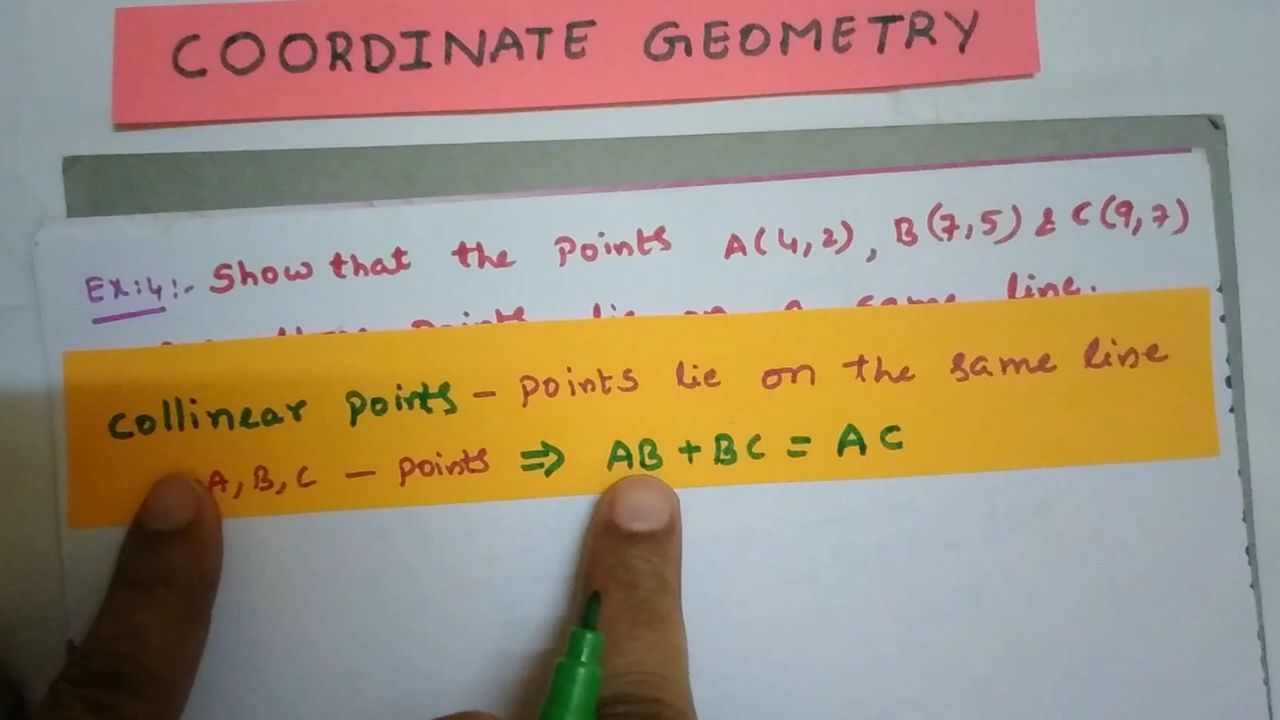 COORDINATE GEOMETRY
Ex:4:- Show that the points A(4,2), B(7,5) & C(9,7)
line.
Collinear points - points lie on the same line
A, B, C - points ⇒ AB + BC = AC